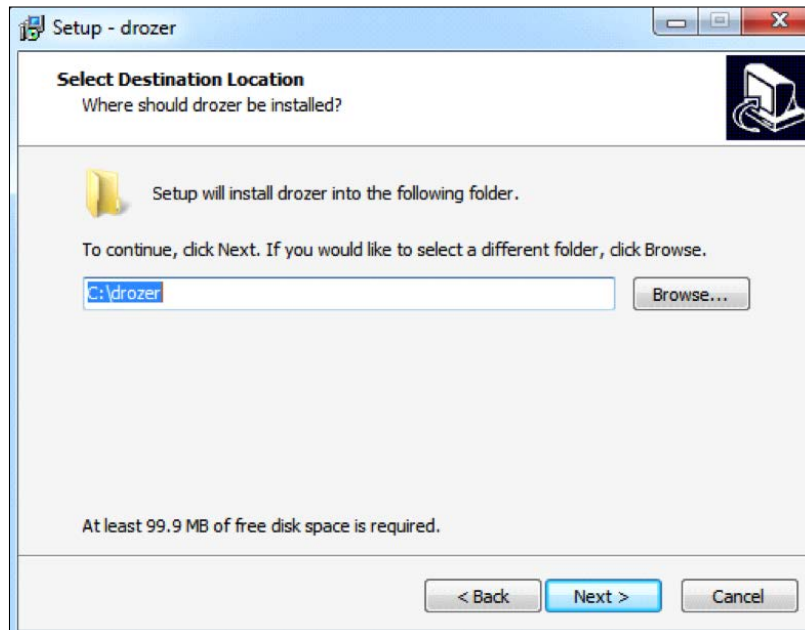 Setup - drozer
Select Destination Location
Where should drozer be installed?
Setup will install drozer into the following folder.
To continue, click Next. If you would like to select a different folder, click Browse.
C:\drozer
Browse...
At least 99.9 MB of free disk space is required.
< Back
Next >
Cancel